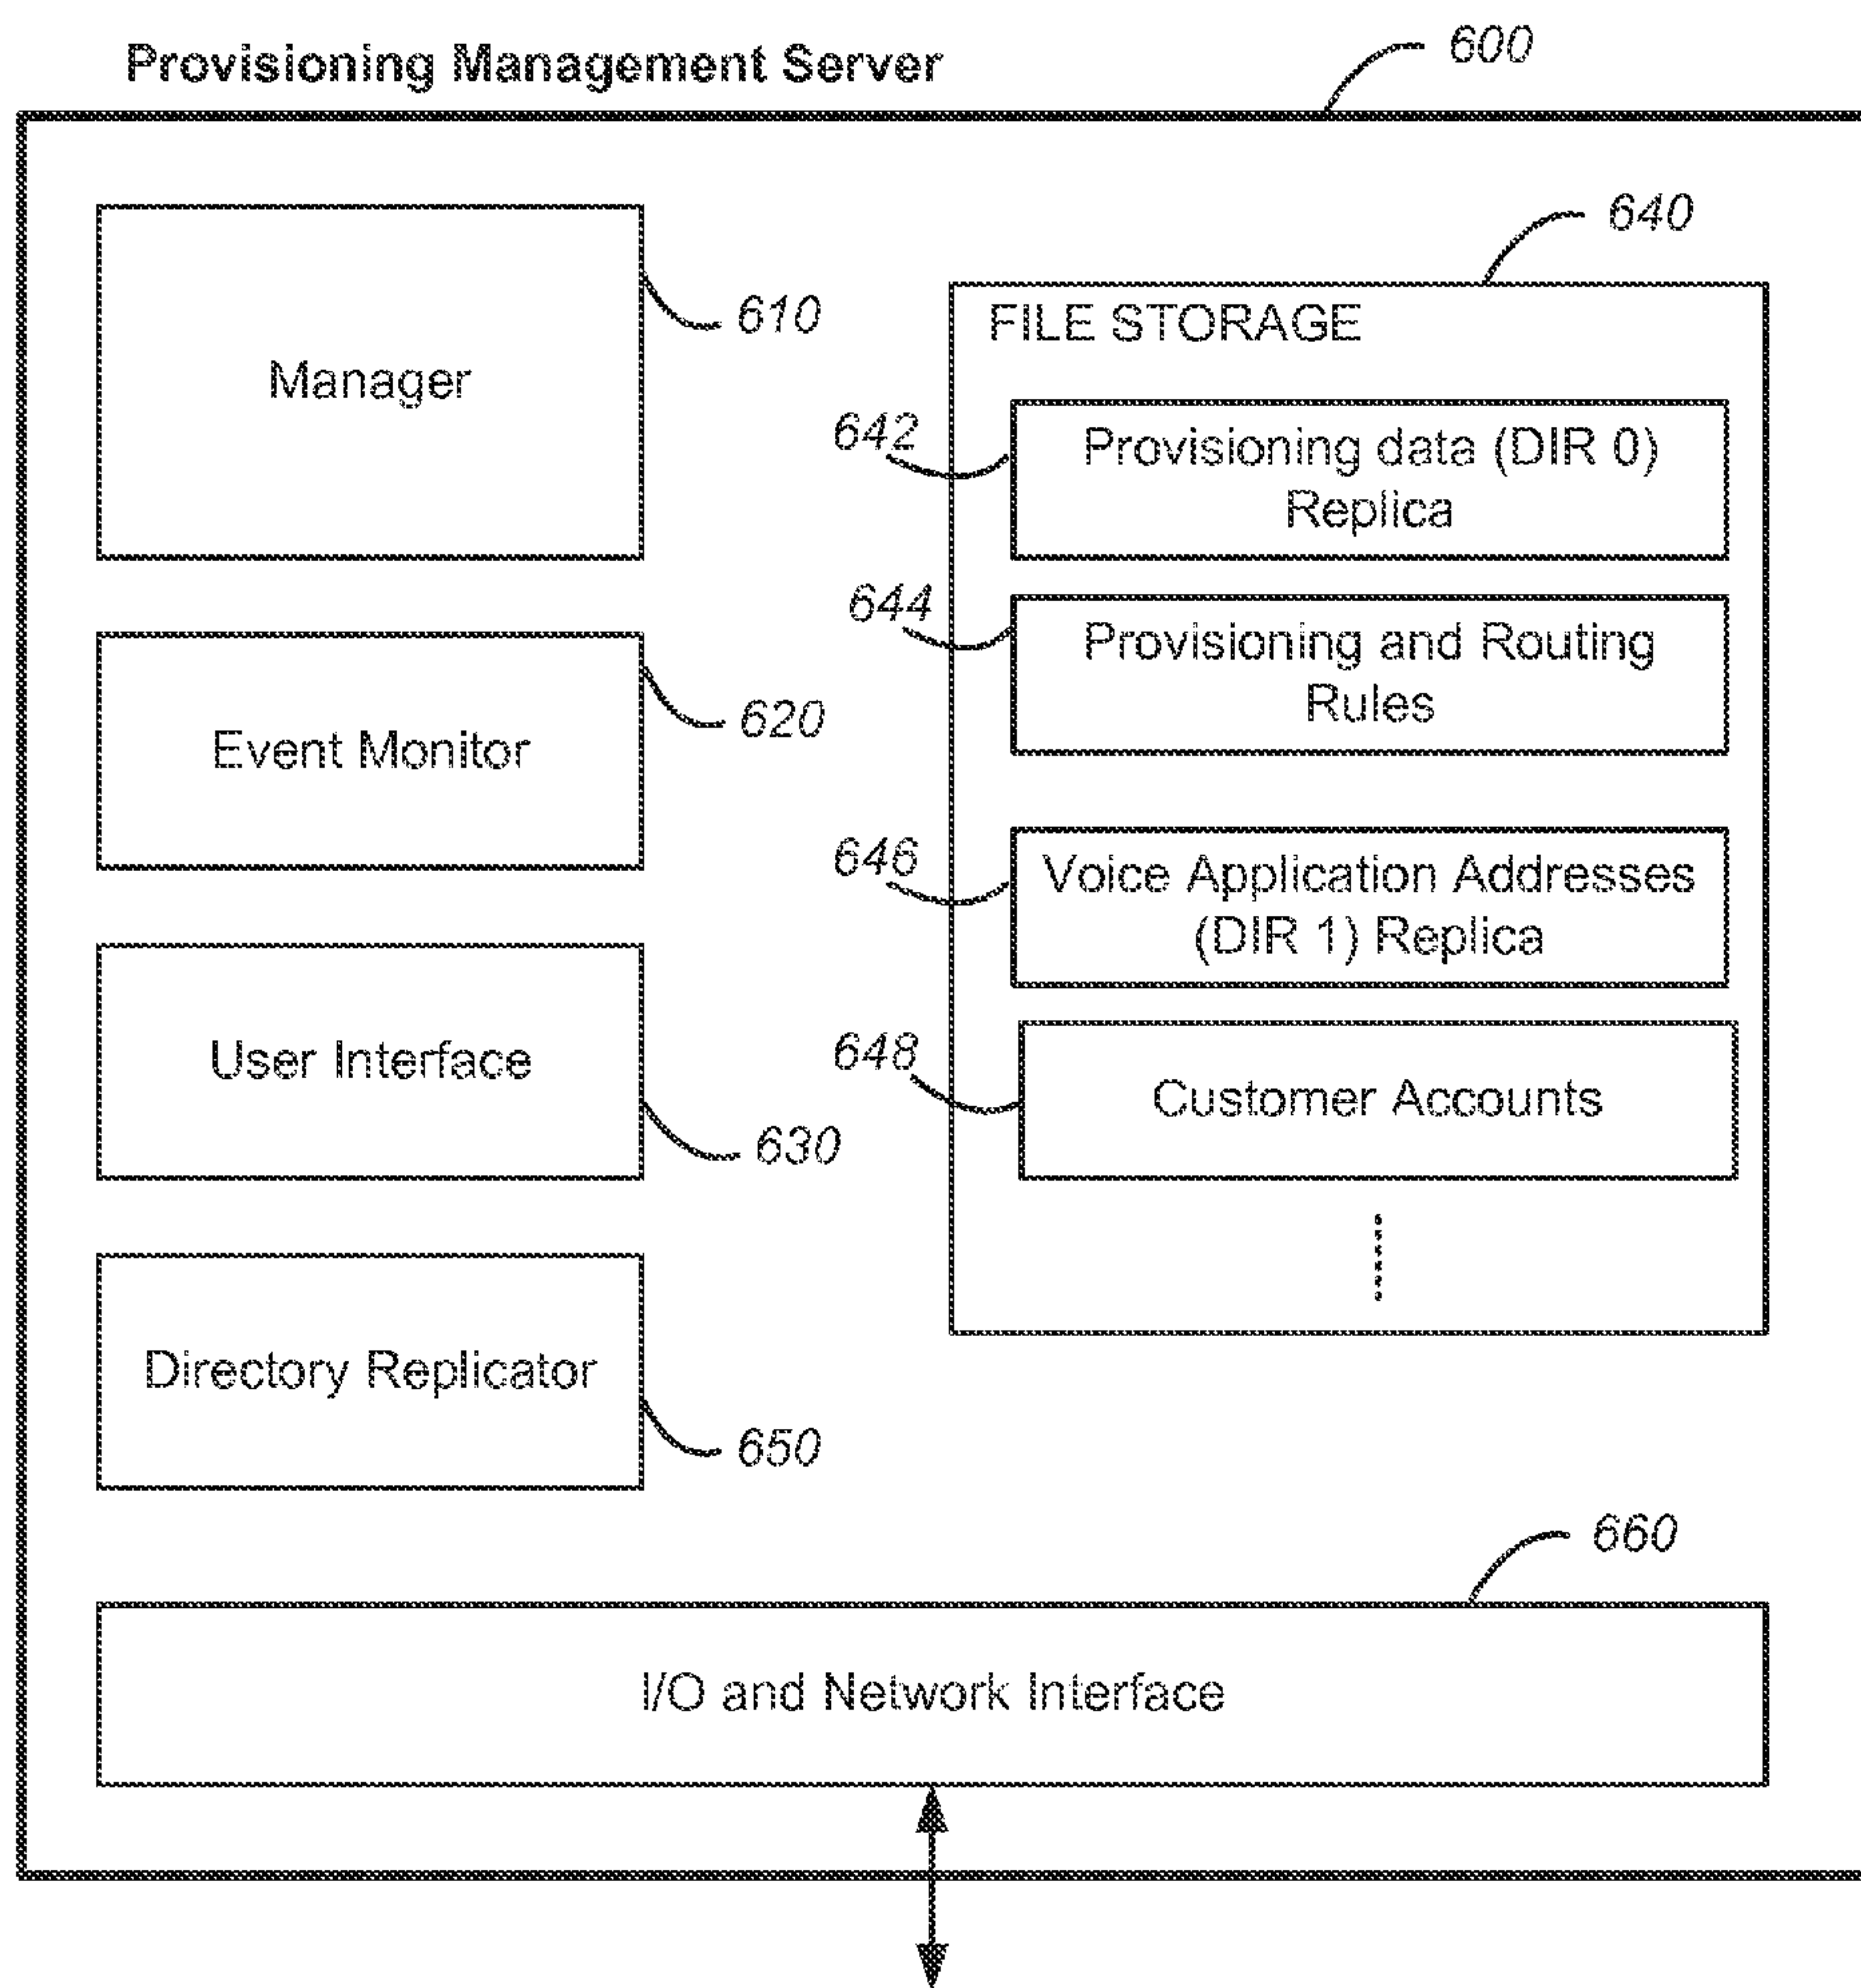 Provisioning Management Server
600
Manager
610
Event Monitor
620
User Interface
630
Directory Replicator
650
640
FILE STORAGE
642
Provisioning data (DIR 0)
Replica
644
Provisioning and Routing
Rules
646
Voice Application Addresses
(DIR 1) Replica
648
Customer Accounts
660
I/O and Network Interface